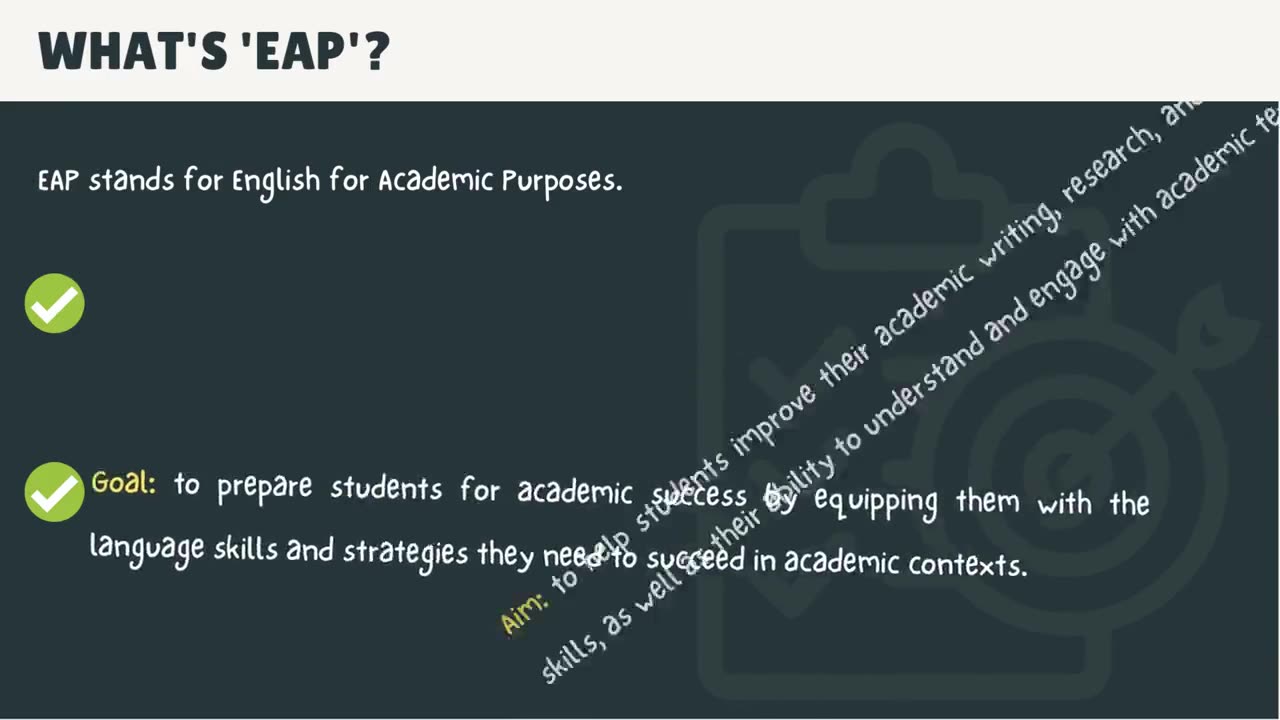 WHAT'S 'EAP'?
EAP stands for English for Academic Purposes.
Goal: to prepare students for academic success by equipping them with the
language skills and strategies they need to succeed in academic contexts.
Aim: to help students improve their academic writing, research,
skills, as well as their ability to understand and engage with academic